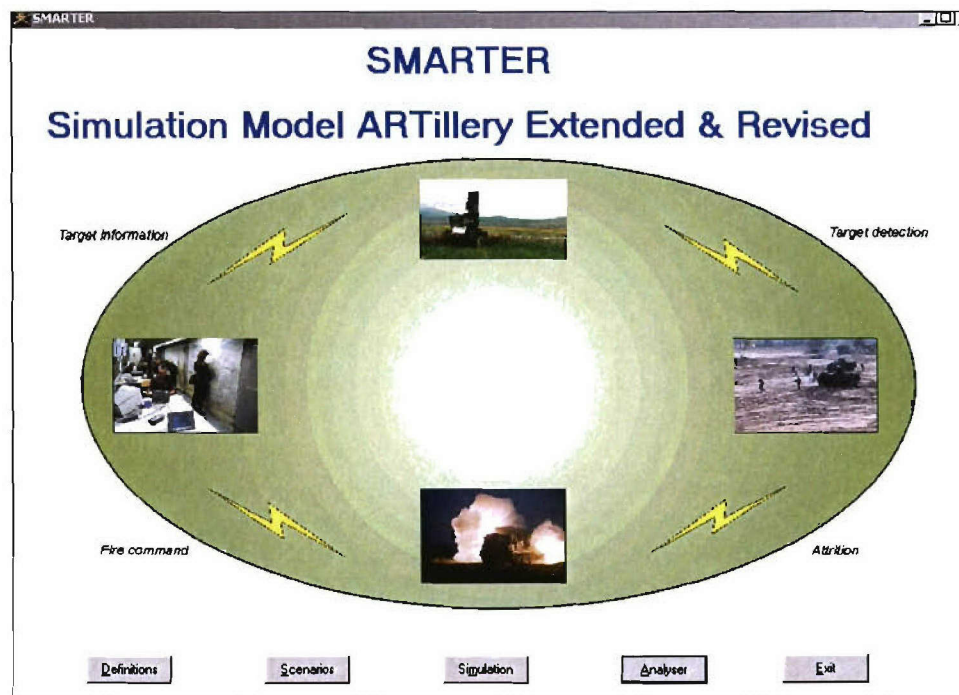 SMARTER
SMARTER
Simulation Model ARTillery Extended & Revised
Target Information
Target detection
Fire command
Attrition
Definitions
Scenarios
Simulation
Analyser
Exit